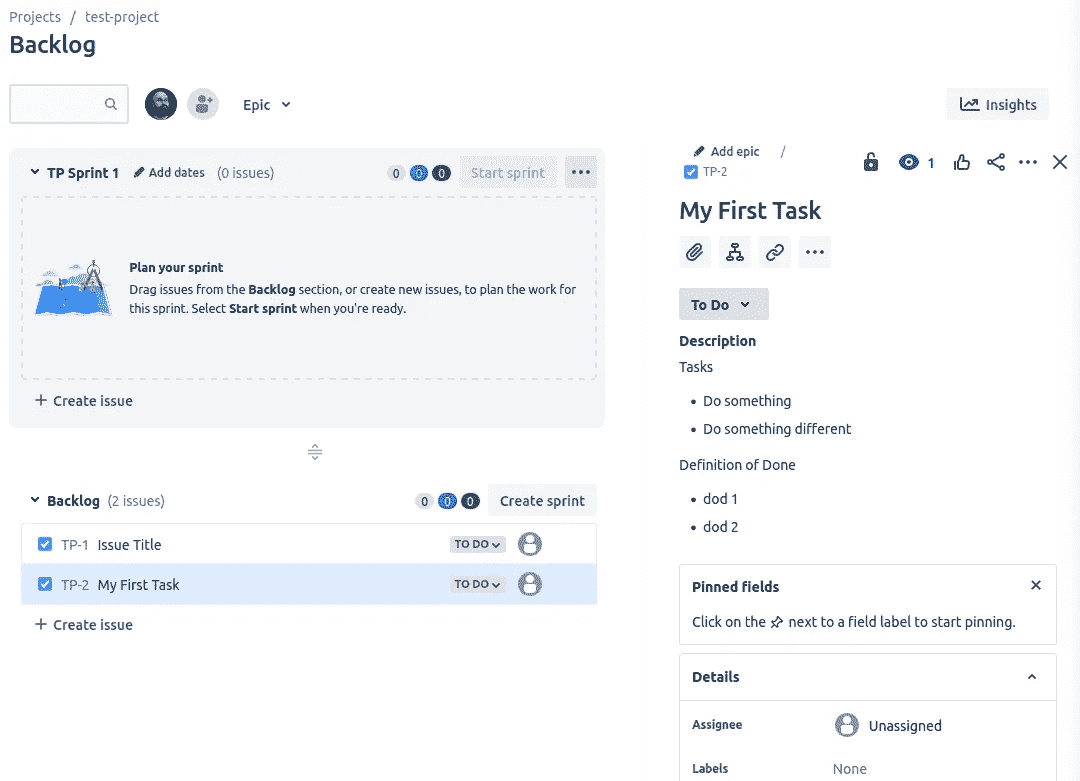 Projects / test-project
Backlog
Epic
Insights
TP Sprint 1 Add dates (0 issues) 0 0 0 Start sprint
Plan your sprint
Drag issues from the Backlog section, or create new issues, to plan the work for
this sprint. Select Start sprint when you're ready.
+ Create issue
Backlog (2 issues) 0 0 0 Create sprint
TP-1 Issue Title TO DO
TP-2 My First Task TO DO
+ Create issue
Add epic / 1
TP-2
My First Task
To Do
Description
Tasks
• Do something
• Do something different
Definition of Done
• dod 1
• dod 2
Pinned fields
Click on the next to a field label to start pinning.
Details
Assignee Unassigned
Labels None